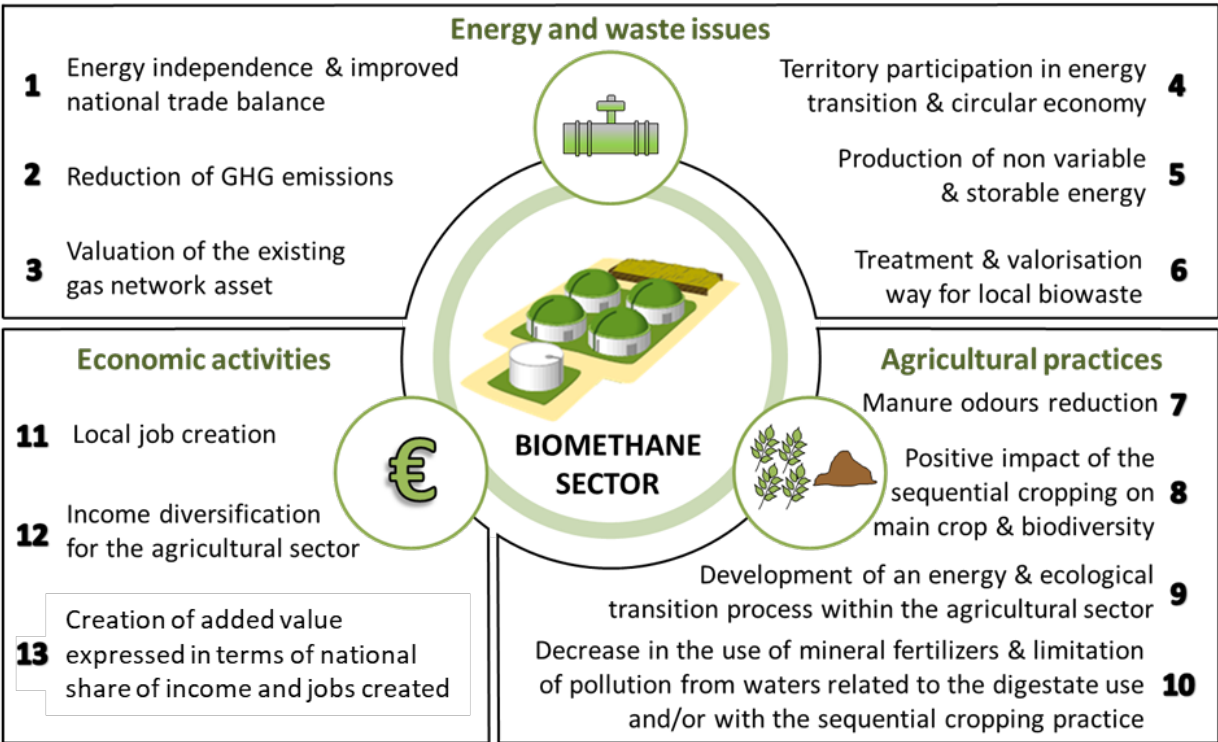 Energy and waste issues
1
Energy independence & improved
national trade balance
2
Reduction of GHG emissions
3
Valuation of the existing
gas network asset
Territory participation in energy
transition & circular economy
4
Production of non variable
& storable energy
5
Treatment & valorisation
way for local biowaste
6
BIOMETHANE
SECTOR
Agricultural practices
Manure odours reduction 7
Positive impact of the
sequential cropping on
main crop & biodiversity
8
Development of an energy & ecological
transition process within the agricultural sector
9
Decrease in the use of mineral fertilizers & limitation
of pollution from waters related to the digestate use
and/or with the sequential cropping practice
10
Economic activities
€
11
Local job creation
12
Income diversification
for the agricultural sector
13
Creation of added value
expressed in terms of national
share of income and jobs created